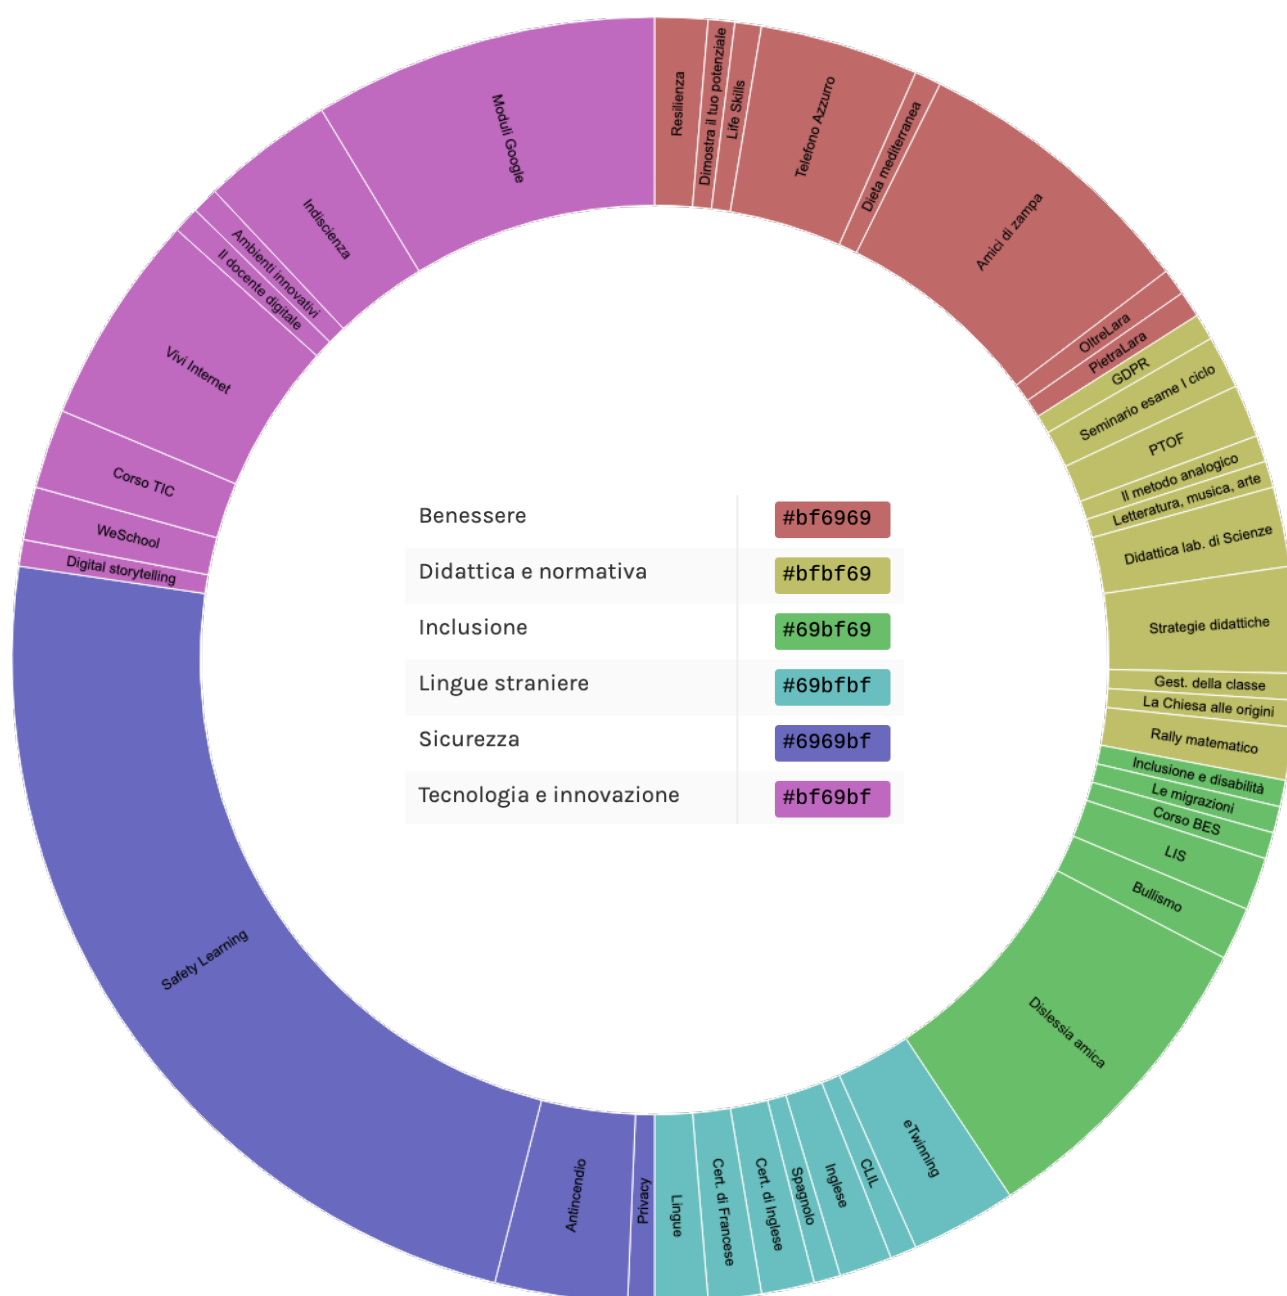 Resilienza
Dimostra il tuo potenziale
Life Skills
Telefono Azzurro
Dieta mediterranea
Amici di zampa
OltreLara
PietraLara
GDPR
Seminario esame I ciclo
PTOF
Il metodo analogico
Letteratura, musica, arte
Didattica lab. di Scienze
Strategie didattiche
Gest. della classe
La Chiesa alle origini
Rally matematico
Inclusione e disabilità
Le migrazioni
Corso BES
LIS
Bullismo
Dislessia amica
eTwinning
CLIL
Inglese
Spagnolo
Cert. di Inglese
Cert. di Francese
Lingue
Privacy
Antincendio
Safety Learning
Digital storytelling
WeSchool
Corso TIC
Vivi Internet
Il docente digitale
Ambienti innovativi
Indiscienza
Moduli Google
Benessere #bf6969
Didattica e normativa #bfbf69
Inclusione #69bf69
Lingue straniere #69bfbf
Sicurezza #6969bf
Tecnologia e innovazione #bf69bf